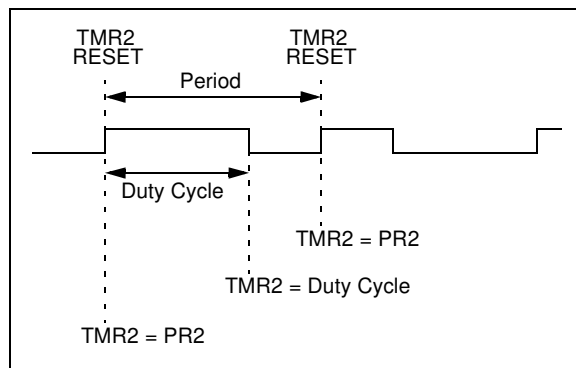 TMR2
RESET
TMR2
RESET
Period
Duty Cycle
TMR2 = PR2
TMR2 = Duty Cycle
TMR2 = PR2